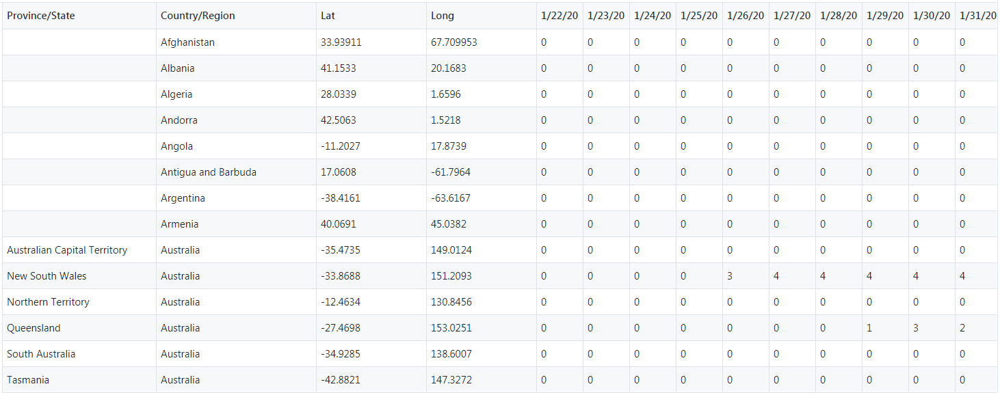 Province/State Country/Region Lat Long 1/22/20 1/23/20 1/24/20 1/25/20 1/26/20 1/27/20 1/28/20 1/29/20 1/30/20 1/31/20
Afghanistan 33.93911 67.709953 0 0 0 0 0 0 0 0 0 0
Albania 41.1533 20.1683 0 0 0 0 0 0 0 0 0 0
Algeria 28.0339 1.6596 0 0 0 0 0 0 0 0 0 0
Andorra 42.5063 1.5218 0 0 0 0 0 0 0 0 0 0
Angola -11.2027 17.8739 0 0 0 0 0 0 0 0 0 0
Antigua and Barbuda 17.0608 -61.7964 0 0 0 0 0 0 0 0 0 0
Argentina -38.4161 -63.6167 0 0 0 0 0 0 0 0 0 0
Armenia 40.0691 45.0382 0 0 0 0 0 0 0 0 0 0
Australian Capital Territory Australia -35.4735 149.0124 0 0 0 0 0 0 0 0 0 0
New South Wales Australia -33.8688 151.2093 0 0 0 0 3 4 4 4 4 4
Northern Territory Australia -12.4634 130.8456 0 0 0 0 0 0 0 0 0 0
Queensland Australia -27.4698 153.0251 0 0 0 0 0 0 0 1 3 2
South Australia Australia -34.9285 138.6007 0 0 0 0 0 0 0 0 0 0
Tasmania Australia -42.8821 147.3272 0 0 0 0 0 0 0 0 0 0